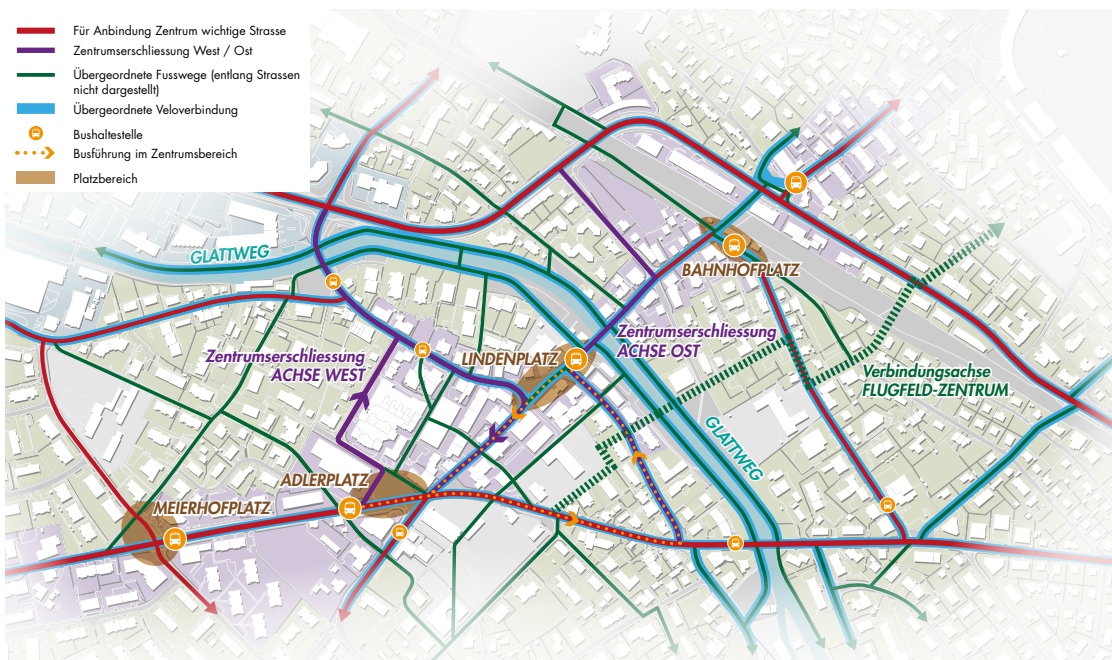 Für Anbindung Zentrum wichtige Strasse
Zentrumserschliessung West / Ost
Übergeordnete Fusswege (entlang Strassen
nicht dargestellt)
Übergeordnete Veloverbindung
Bushaltestelle
Busführung im Zentrumsbereich
Platzbereich
GLATTWEG
BAHNHOFPLATZ
Zentrumserschliessung
ACHSE OST
LINDENPLATZ
Zentrumserschliessung
ACHSE WEST
Verbindungsachse
FLUGFELD-ZENTRUM
GLATTWEG
ADLERPLATZ
MEIERHOFPLATZ